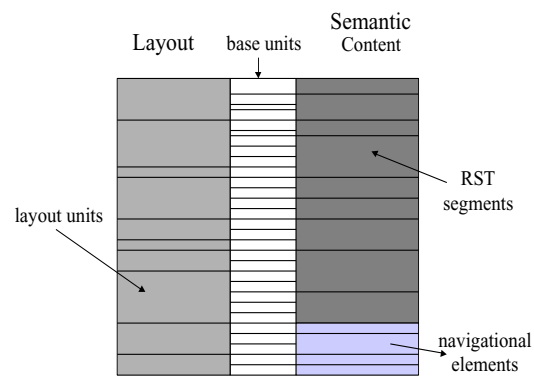 Layout
base units
Semantic
Content
RST
segments
layout units
navigational
elements